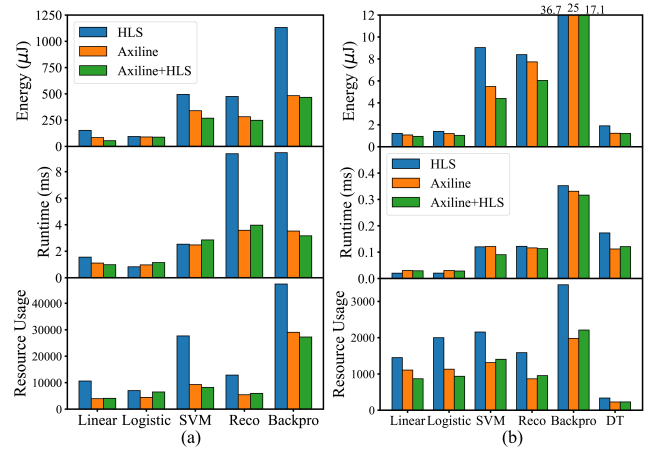 1250
1000
750
500
250
0
Energy (μJ)
HLS
Axiline
Axiline+HLS
8
6
4
2
0
Runtime (ms)
40000
30000
20000
10000
0
Resource Usage
Linear Logistic SVM Reco Backpro
(a)
36.7 25 17.1
12
10
8
6
4
2
0
Energy (μJ)
0.4
0.3
0.2
0.1
0.0
Runtime (ms)
HLS
Axiline
Axiline+HLS
3000
2000
1000
0
Resource Usage
Linear Logistic SVM Reco Backpro DT
(b)